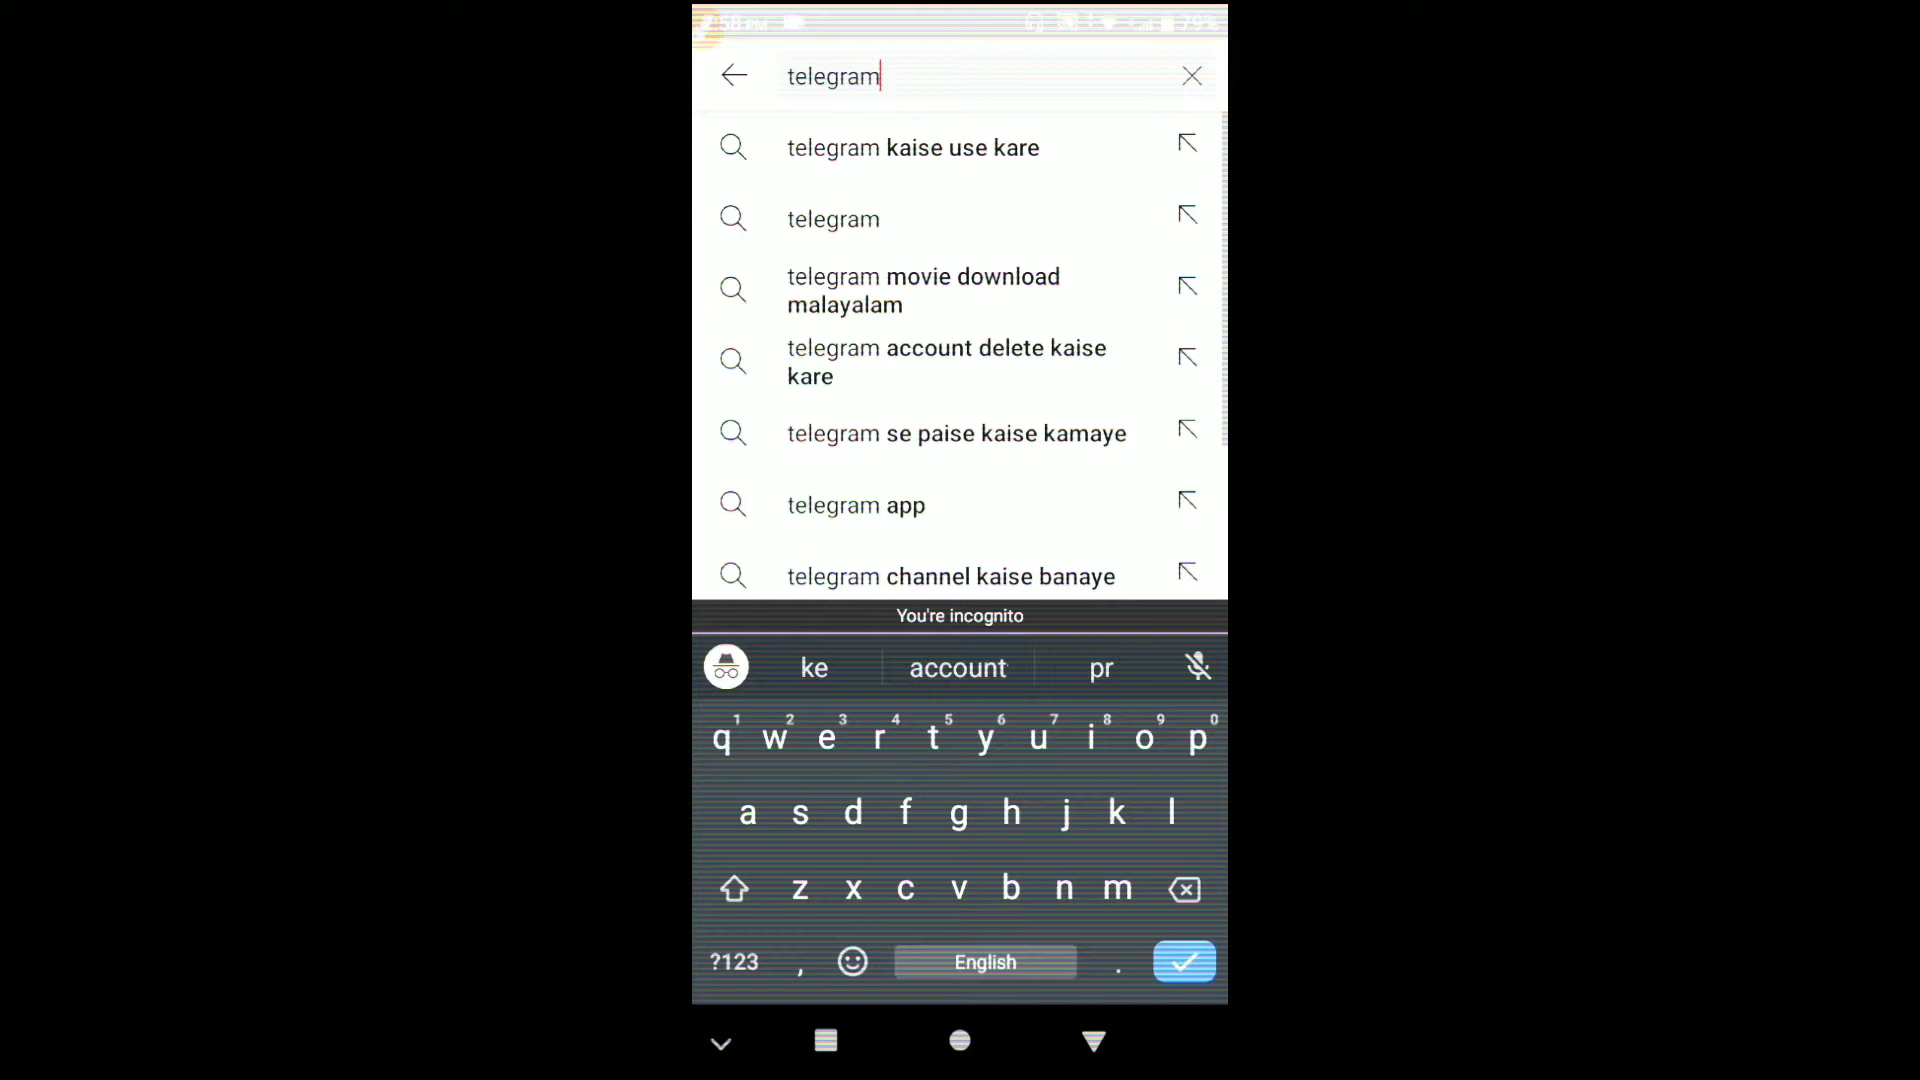 telegram
telegram kaise use kare
telegram
telegram movie download
malayalam
telegram account delete kaise
kare
telegram se paise kaise kamaye
telegram app
telegram channel kaise banaye
You're incognito
ke account pr
1 2 3 4 5 6 7 8 9 0
q w e r t y u i o p
a s d f g h j k l
z x c v b n m
?123 , English .